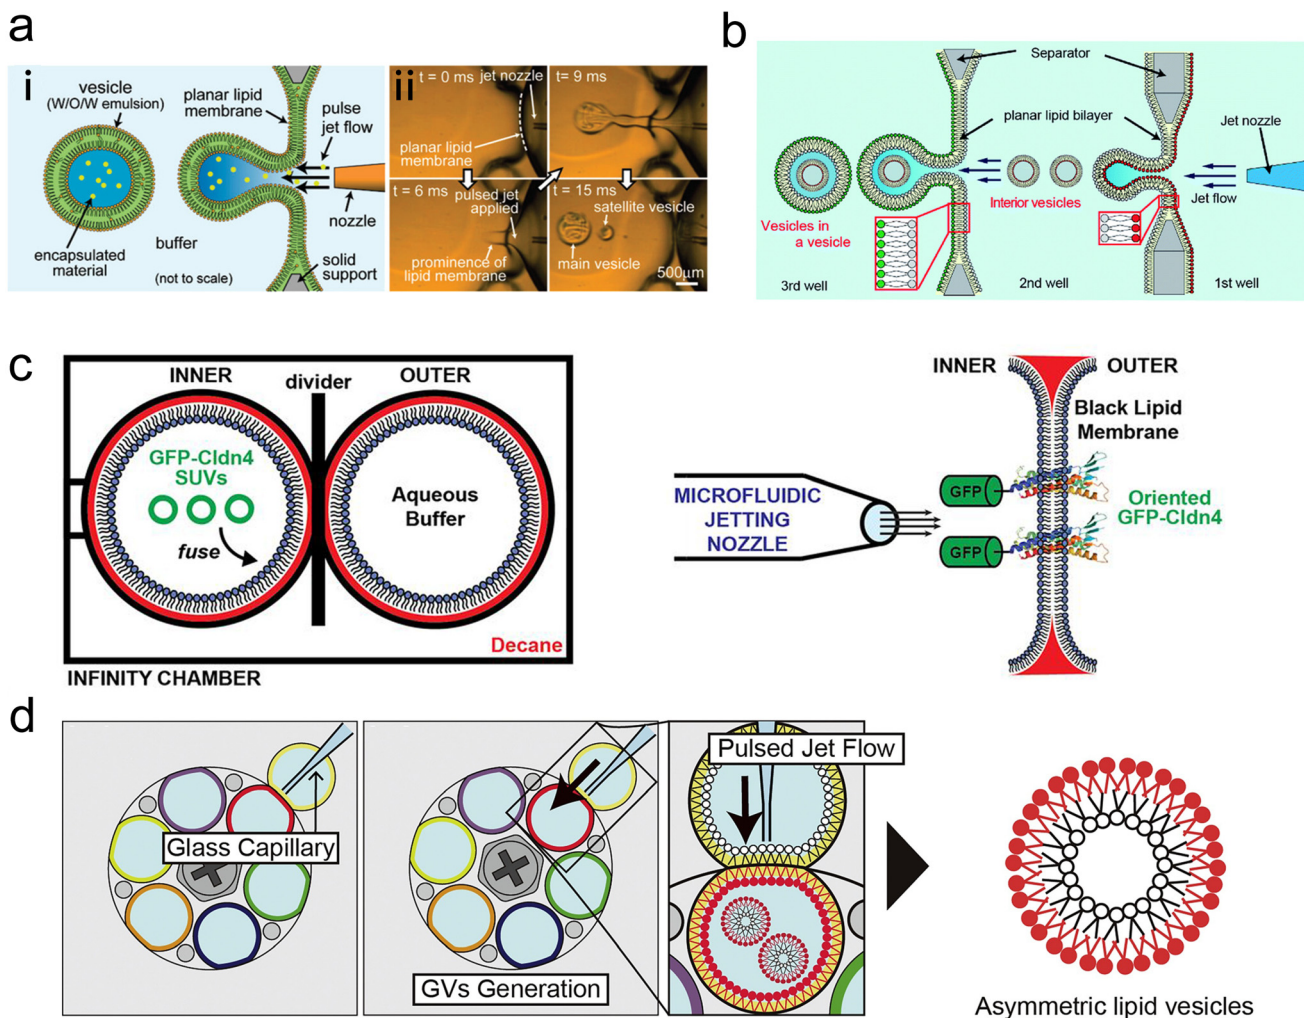 a
i
vesicle
(W/O/W emulsion)
planar lipid
membrane
pulse
jet flow
nozzle
encapsulated
material
buffer
(not to scale)
solid
support
ii
t = 0 ms
jet nozzle
planar lipid
membrane
t= 9 ms
t = 6 ms
pulsed jet
applied
prominence of
lipid membrane
t = 15 ms
satellite vesicle
main vesicle
500μm
b
Separator
planar lipid bilayer
Jet nozzle
Jet flow
Interior vesicles
Vesicles in
a vesicle
3rd well
2nd well
1st well
c
INNER
divider
OUTER
GFP-Cldn4
SUVs
fuse
Aqueous
Buffer
Decane
INFINITY CHAMBER
INNER
OUTER
Black Lipid
Membrane
MICROFLUIDIC
JETTING
NOZZLE
GFP
GFP
Oriented
GFP-Cldn4
d
Glass Capillary
GVs Generation
Pulsed Jet Flow
Asymmetric lipid vesicles